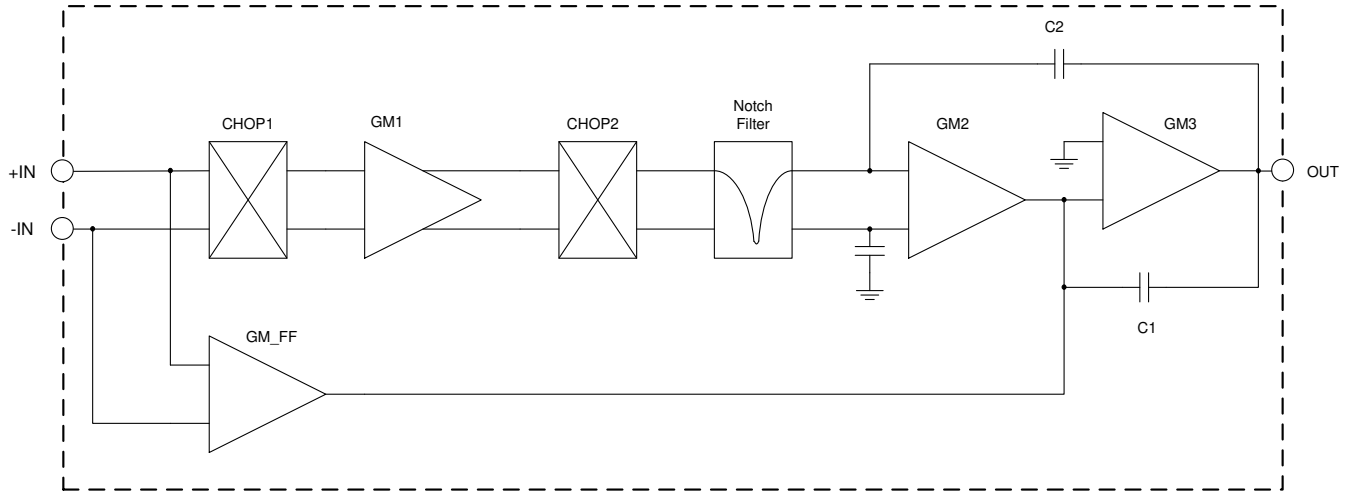 C2
Notch
Filter
CHOP1
GM1
CHOP2
GM2
GM3
+IN
OUT
-IN
C1
GM_FF